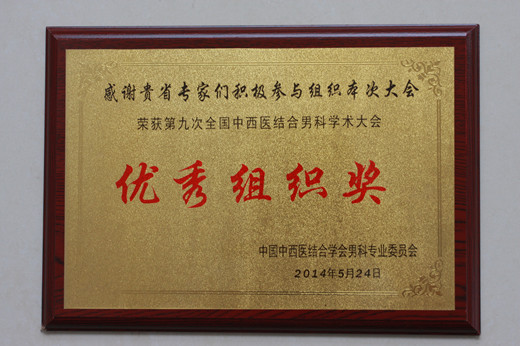 感谢贵省专家们积极参与组织本次大会
荣获第九次全国中西医结合男科学术大会
优秀组织奖
中国中西医结合学会男科专业委员会
2014年5月24日